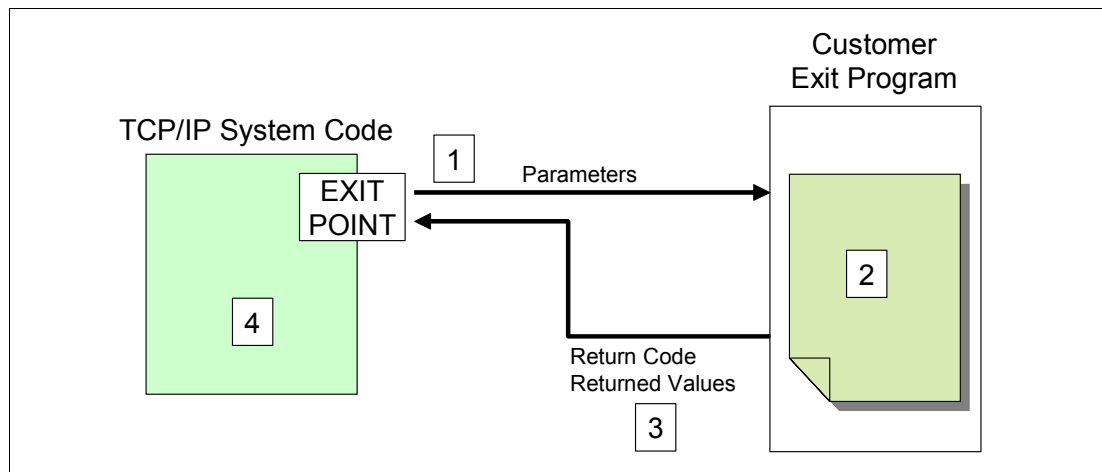 Customer
Exit Program
TCP/IP System Code
1
Parameters
EXIT
POINT
2
4
Return Code
Returned Values
3